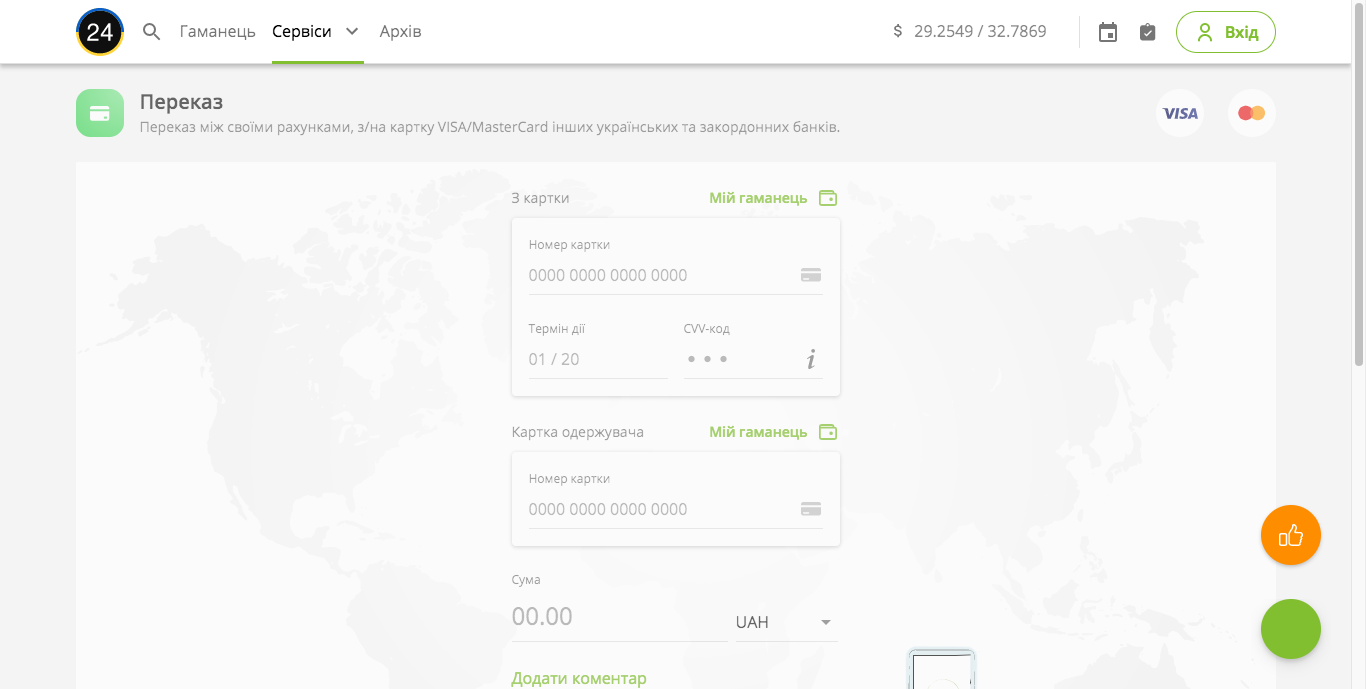 24 Гаманець Сервіси Архів $ 29.2549 / 32.7869 Вхід
Переказ
Переказ між своїми рахунками, з/на картку VISA/MasterCard інших українських та закордонних банків.
VISA
З картки Мій гаманець
Номер картки
0000 0000 0000 0000
Термін дії CVV-код
01 / 20 • • • i
Картка одержувача Мій гаманець
Номер картки
0000 0000 0000 0000
Сума
00.00 UAH
Додати коментар